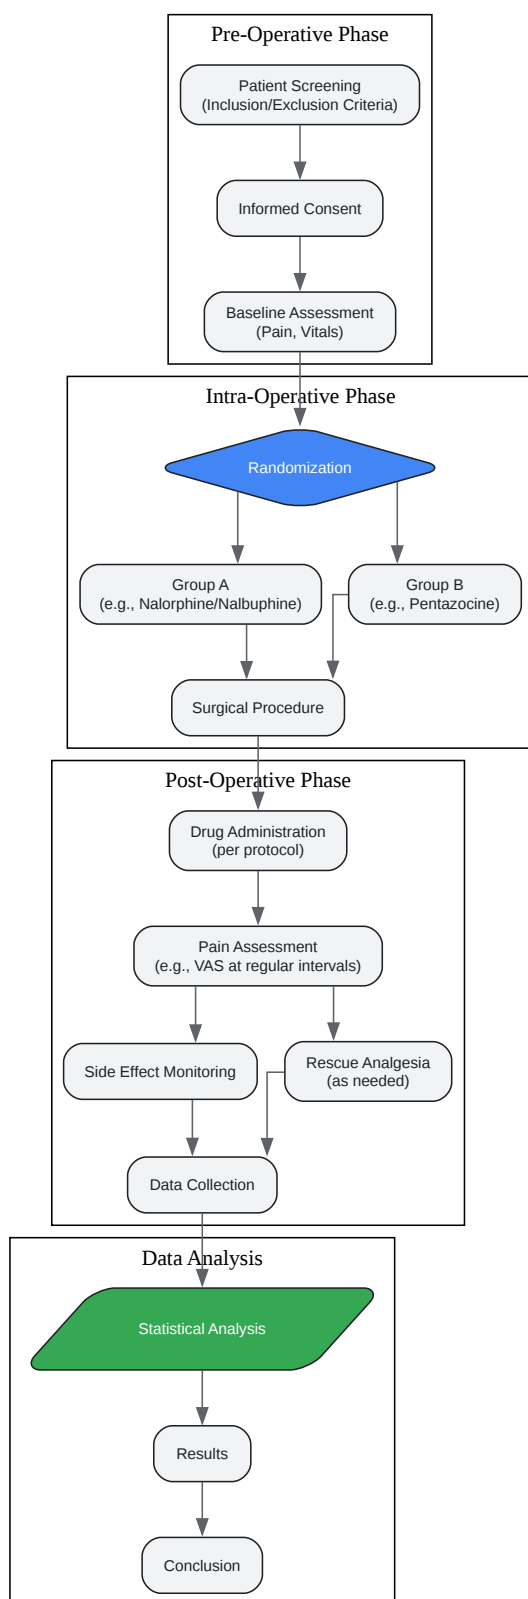 Pre-Operative Phase
Patient Screening
(Inclusion/Exclusion Criteria)
Informed Consent
Baseline Assessment
(Pain, Vitals)
Intra-Operative Phase
Randomization
Group A
(e.g., Nalorphine/Nalbuphine)
Group B
(e.g., Pentazocine)
Surgical Procedure
Post-Operative Phase
Drug Administration
(per protocol)
Pain Assessment
(e.g., VAS at regular intervals)
Side Effect Monitoring
Rescue Analgesia
(as needed)
Data Collection
Data Analysis
Statistical Analysis
Results
Conclusion